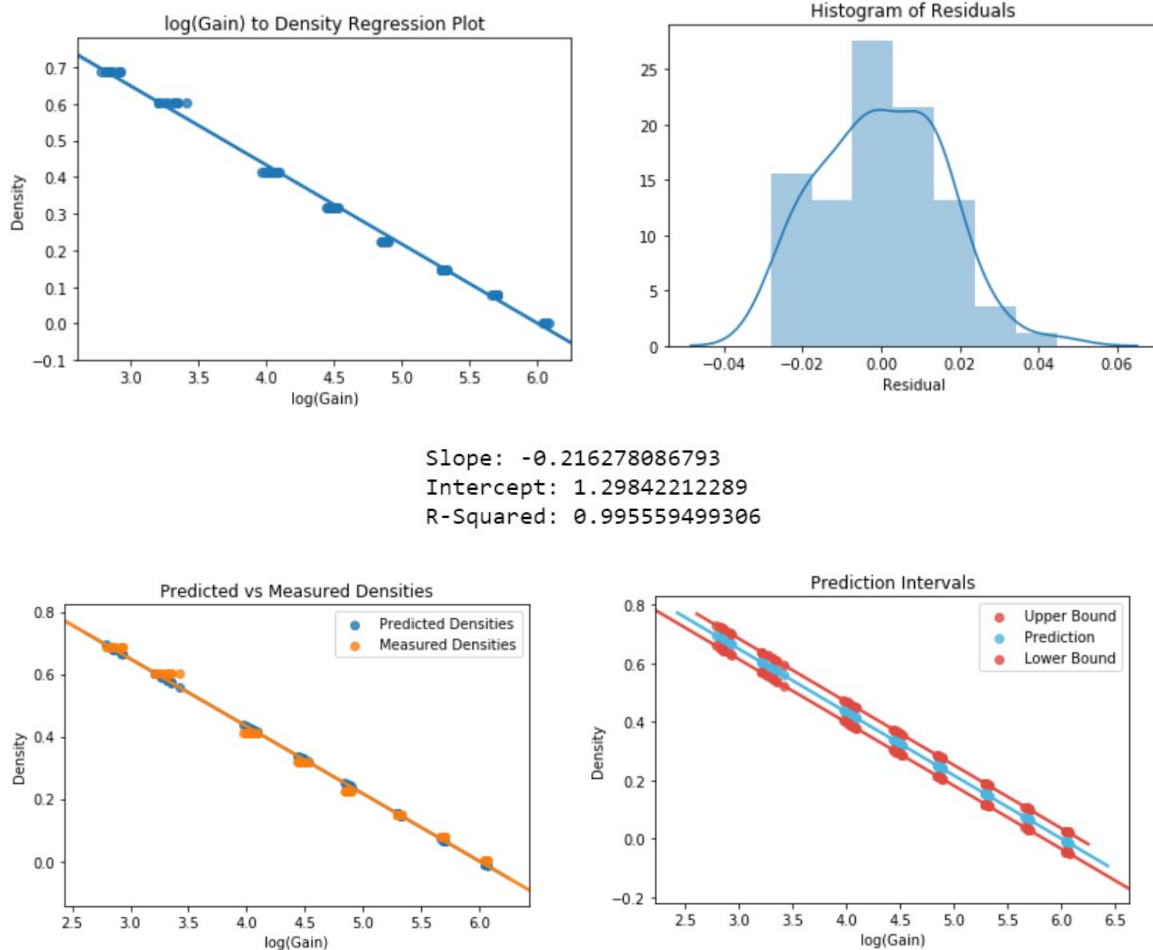 log(Gain) to Density Regression Plot
Density
0.7
0.6
0.5
0.4
0.3
0.2
0.1
0.0
−0.1
3.0 3.5 4.0 4.5 5.0 5.5 6.0
log(Gain)
Histogram of Residuals
25
20
15
10
5
0
−0.04 −0.02 0.00 0.02 0.04 0.06
Residual
Slope: -0.216278086793
Intercept: 1.29842212289
R-Squared: 0.995559499306
Predicted vs Measured Densities
Predicted Densities
Measured Densities
Density
0.8
0.6
0.4
0.2
0.0
2.5 3.0 3.5 4.0 4.5 5.0 5.5 6.0
log(Gain)
Prediction Intervals
Upper Bound
Prediction
Lower Bound
Density
0.8
0.6
0.4
0.2
0.0
−0.2
2.5 3.0 3.5 4.0 4.5 5.0 5.5 6.0 6.5
log(Gain)